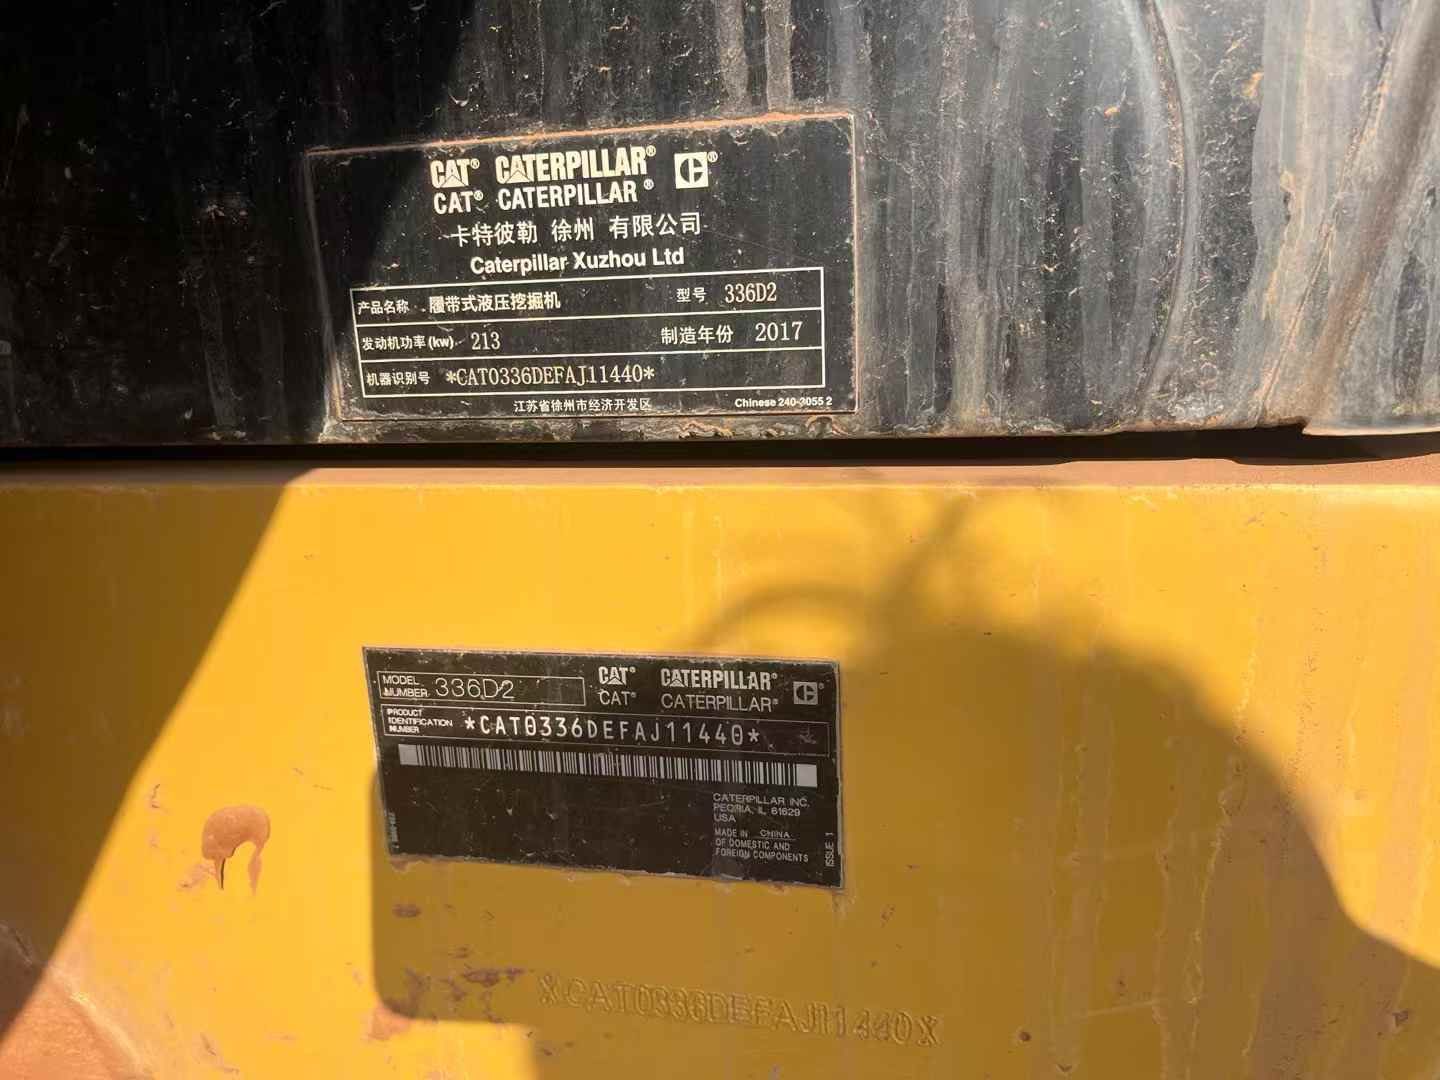 CAT® CATERPILLAR® ®
CAT® CATERPILLAR®
卡特彼勒 徐州 有限公司
Caterpillar Xuzhou Ltd
产品名称 履带式液压挖掘机 型号 336D2
发动机功率(kw) 213 制造年份 2017
机器识别号 *CAT0336DEFAJ11440*
江苏省徐州市经济开发区 Chinese 240-3055 2
MODEL NUMBER 336D2 CAT® CATERPILLAR® ®
CAT® CATERPILLAR®
PRODUCT IDENTIFICATION NUMBER *CAT0336DEFAJ11440*
CATERPILLAR INC.
PEORIA, IL 61629
USA
MADE IN CHINA
OF DOMESTIC AND
FOREIGN COMPONENTS
ISSUE 1
*CAT0336DEFAJ11440*